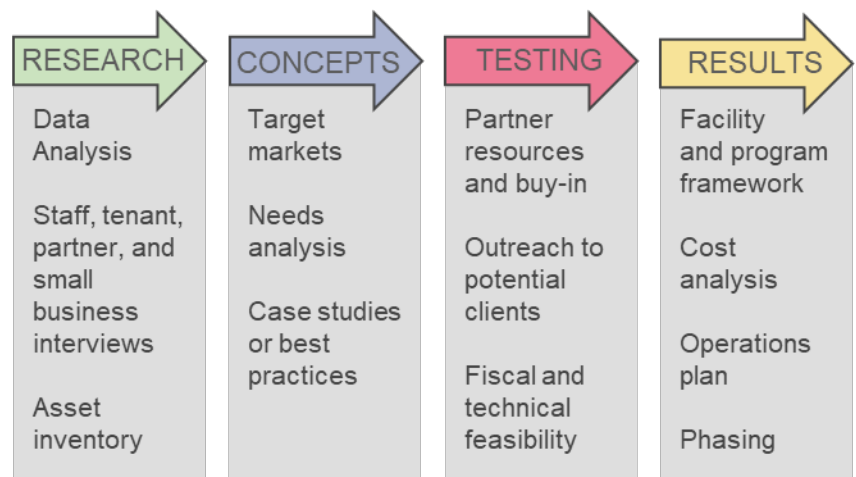 RESEARCH
Data
Analysis
Staff, tenant,
partner, and
small
business
interviews
Asset
inventory
CONCEPTS
Target
markets
Needs
analysis
Case studies
or best
practices
TESTING
Partner
resources
and buy-in
Outreach to
potential
clients
Fiscal and
technical
feasibility
RESULTS
Facility
and program
framework
Cost
analysis
Operations
plan
Phasing